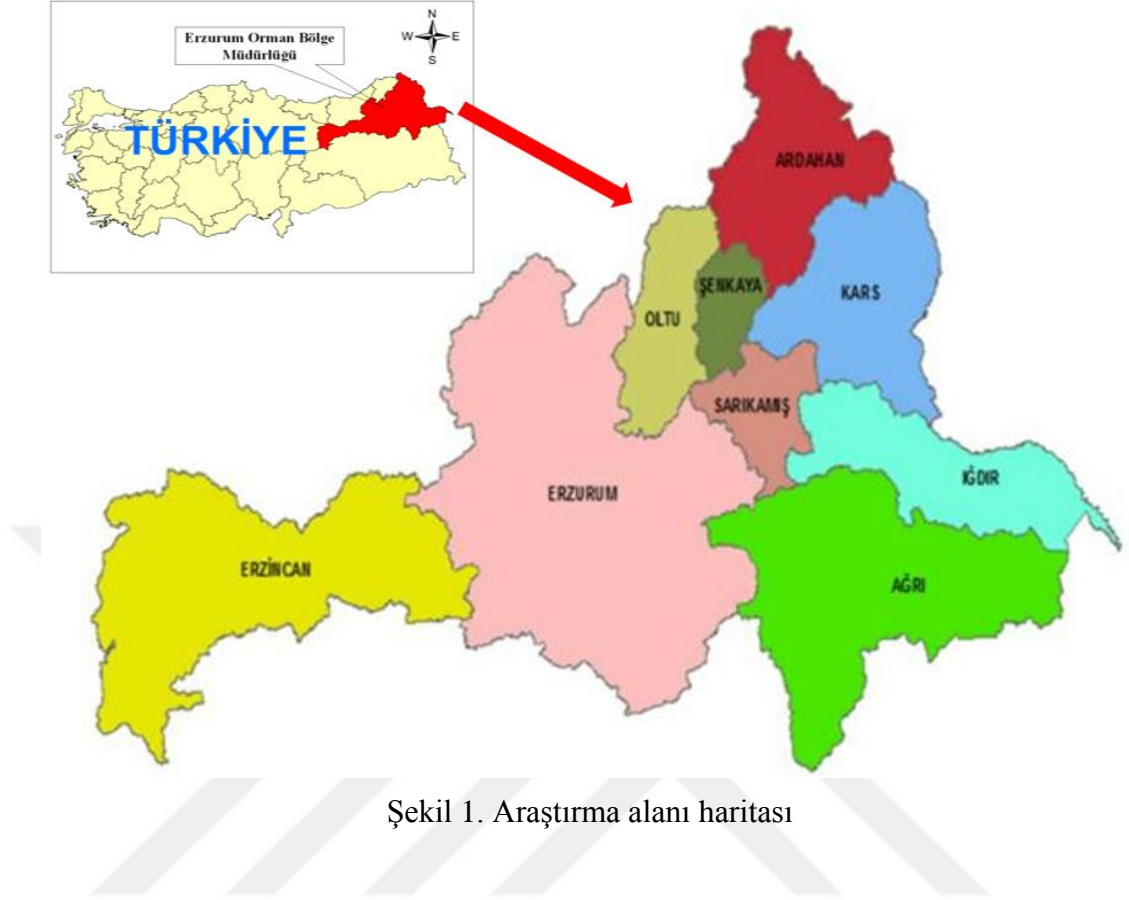 Erzurum Orman Bölge
Müdürlüğü
N
W
E
S
TÜRKİYE
ARDAHAN
ŞENKAYA
KARS
OLTU
SARIKAMIŞ
IĞDIR
ERZURUM
ERZİNCAN
AĞRI
Şekil 1. Araştırma alanı haritası